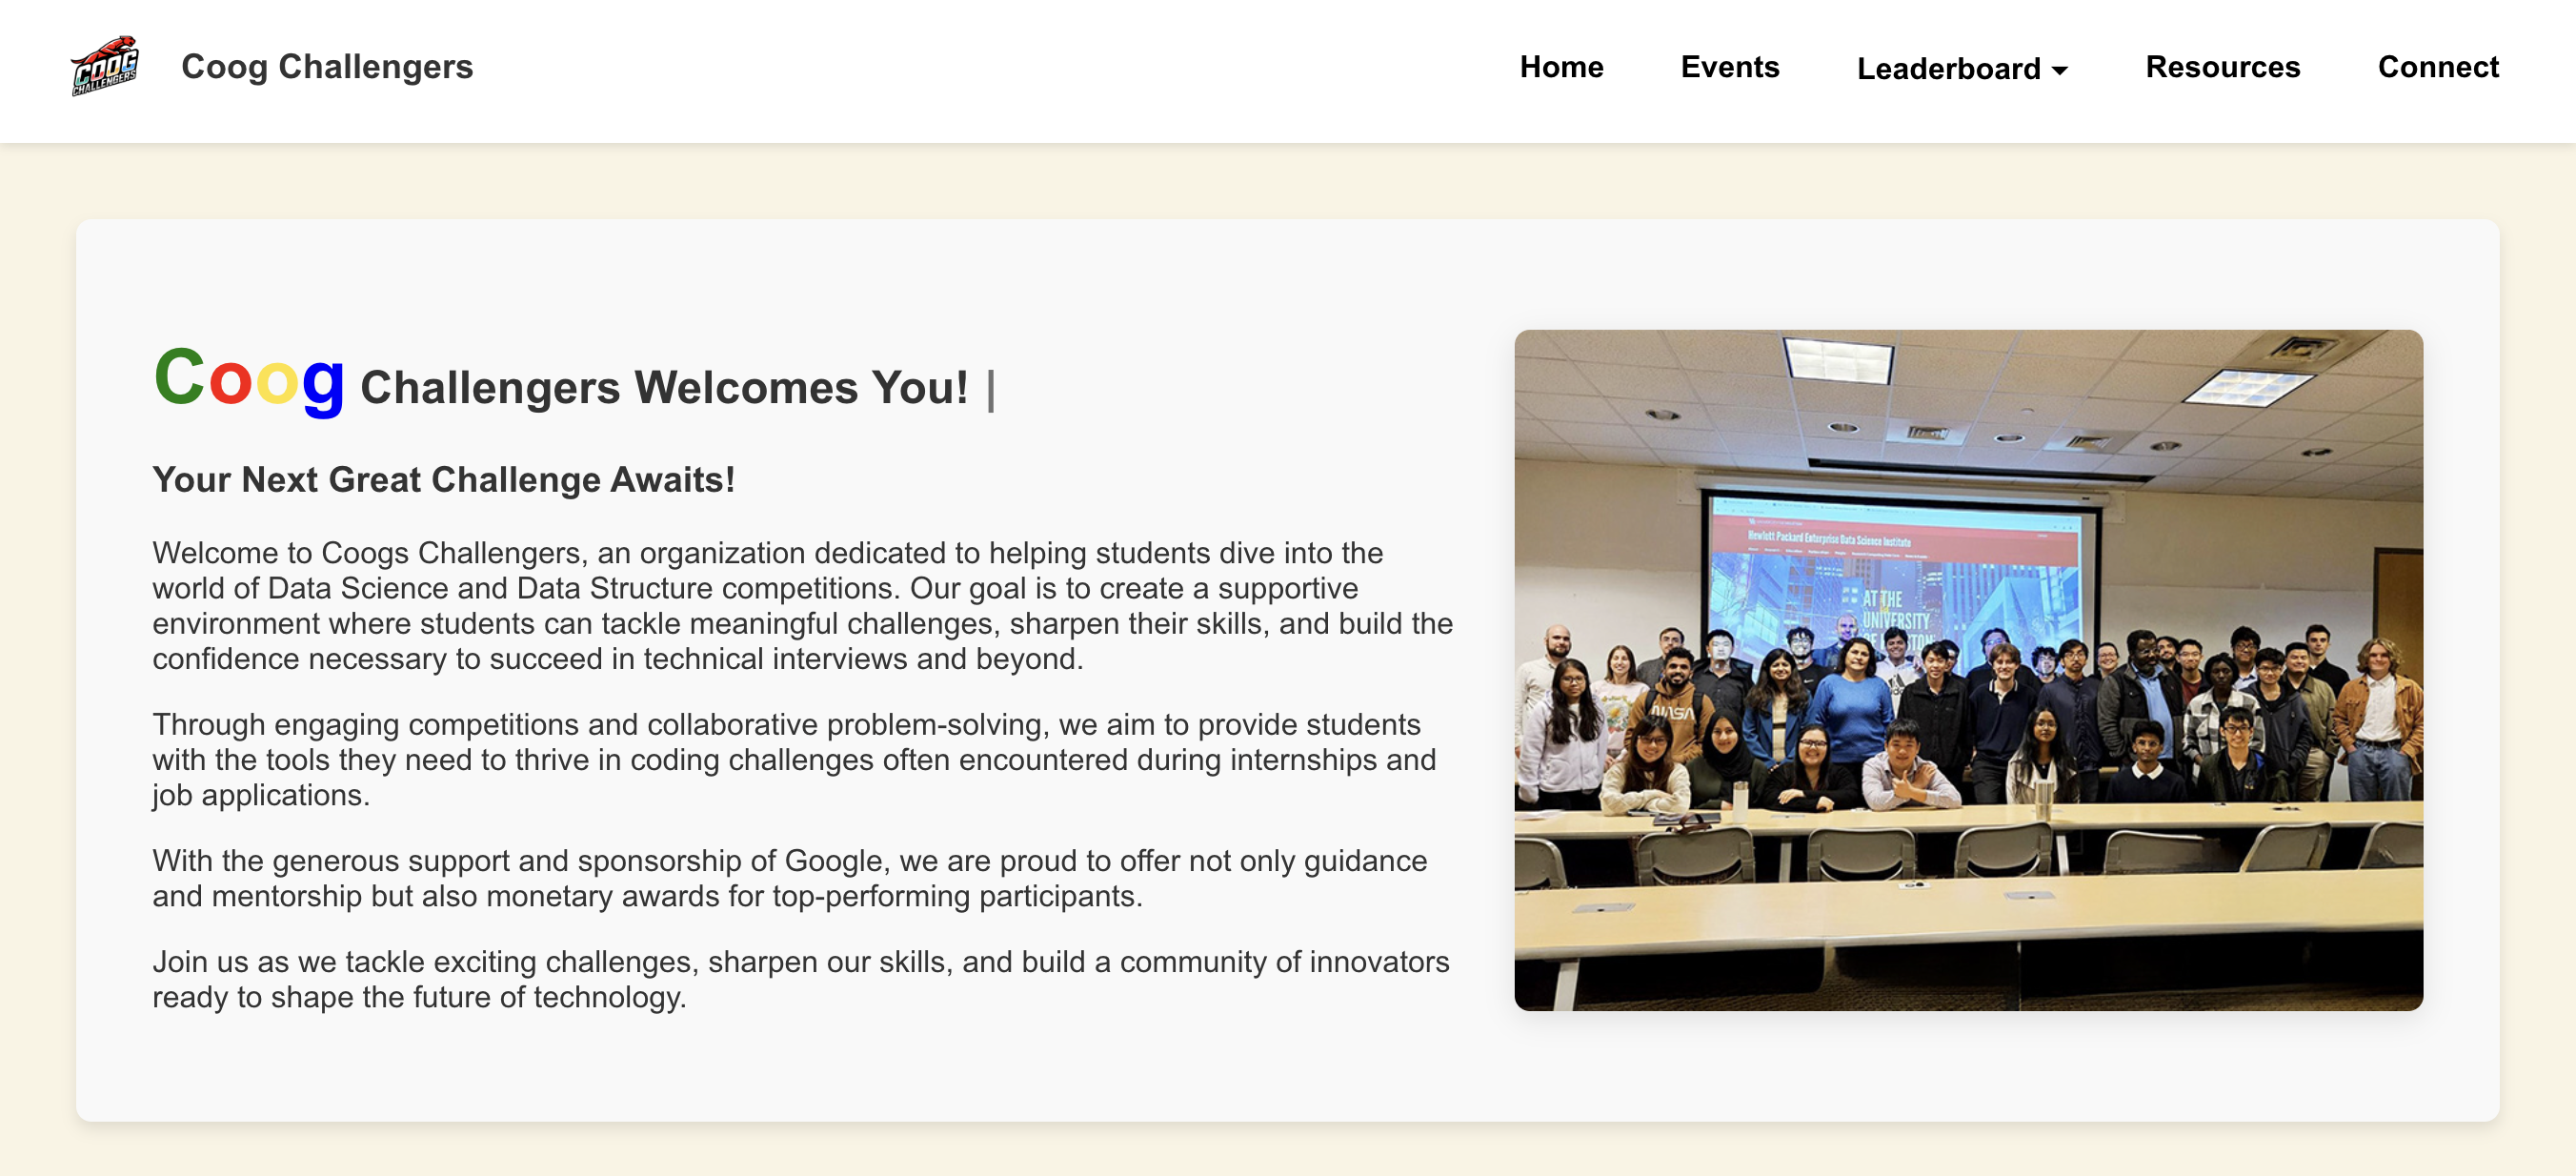 COOG
CHALLENGERS
Coog Challengers
Home
Events
Leaderboard
Resources
Connect
Coog Challengers Welcomes You! |
Your Next Great Challenge Awaits!
Welcome to Coogs Challengers, an organization dedicated to helping students dive into the
world of Data Science and Data Structure competitions. Our goal is to create a supportive
environment where students can tackle meaningful challenges, sharpen their skills, and build the
confidence necessary to succeed in technical interviews and beyond.
Through engaging competitions and collaborative problem-solving, we aim to provide students
with the tools they need to thrive in coding challenges often encountered during internships and
job applications.
With the generous support and sponsorship of Google, we are proud to offer not only guidance
and mentorship but also monetary awards for top-performing participants.
Join us as we tackle exciting challenges, sharpen our skills, and build a community of innovators
ready to shape the future of technology.
Hewlett Packard Enterprise Data Science Institute
AT THE
UNIVERSITY
NASA